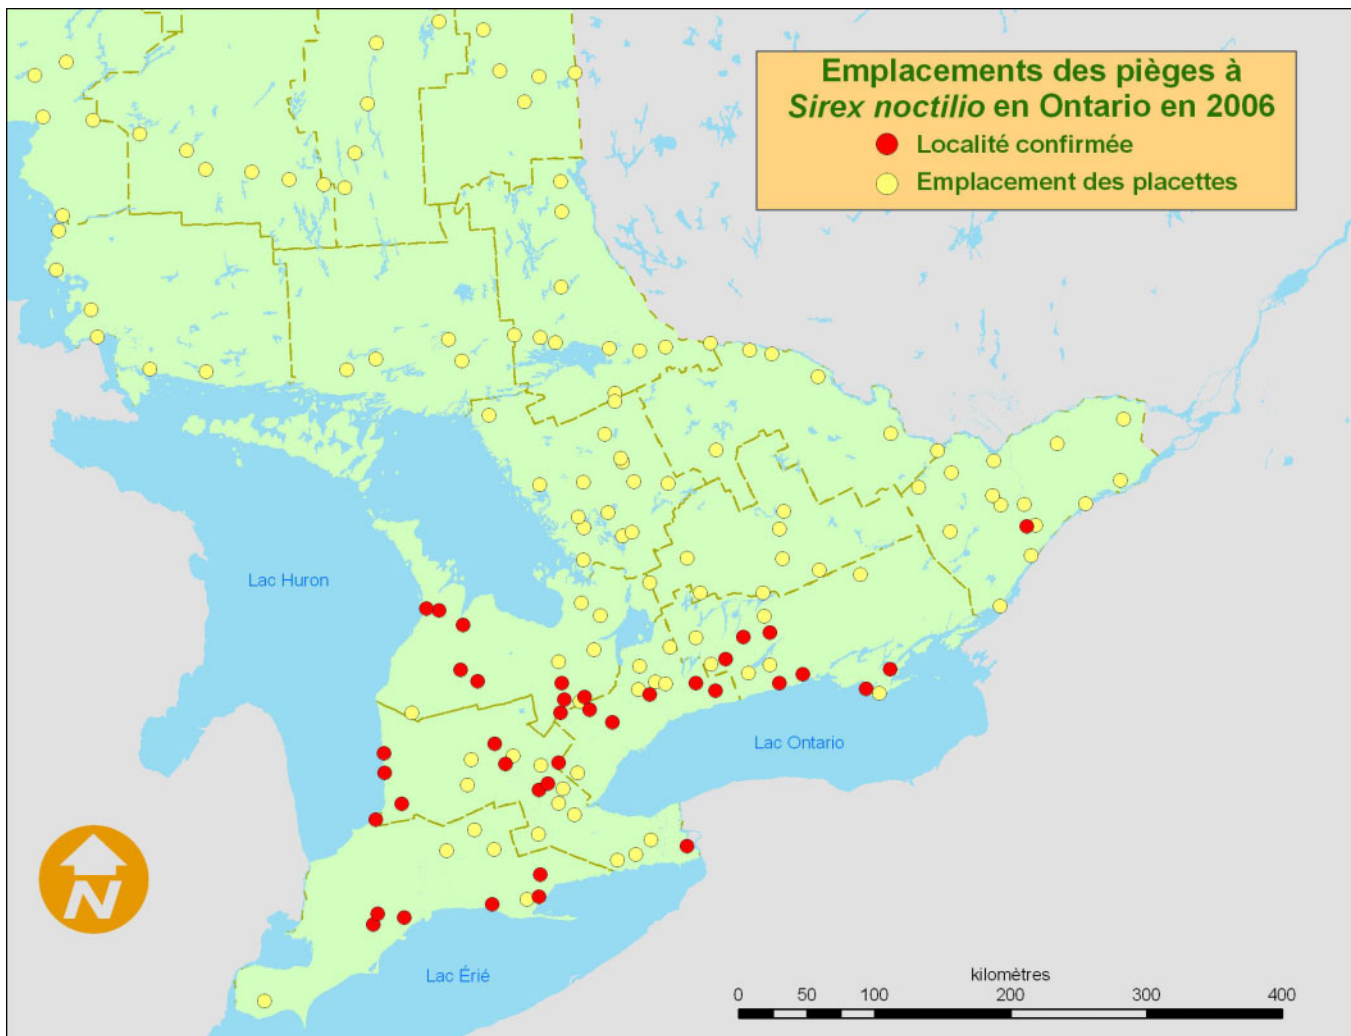 Emplacements des pièges à
Sirex noctilio en Ontario en 2006
Localité confirmée
Emplacement des placettes
Lac Huron
Lac Ontario
Lac Érié
N
kilomètres
0 50 100 200 300 400